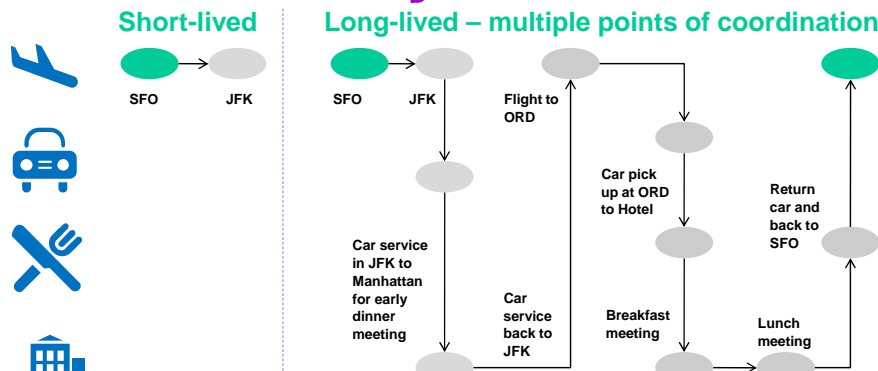 Short-lived
Long-lived – multiple points of coordination
SFO
JFK
SFO
JFK
Flight to
ORD
Car pick
up at ORD
to Hotel
Return
car and
back to
SFO
Car service
in JFK to
Manhattan
for early
dinner
meeting
Car
service
back to
JFK
Breakfast
meeting
Lunch
meeting